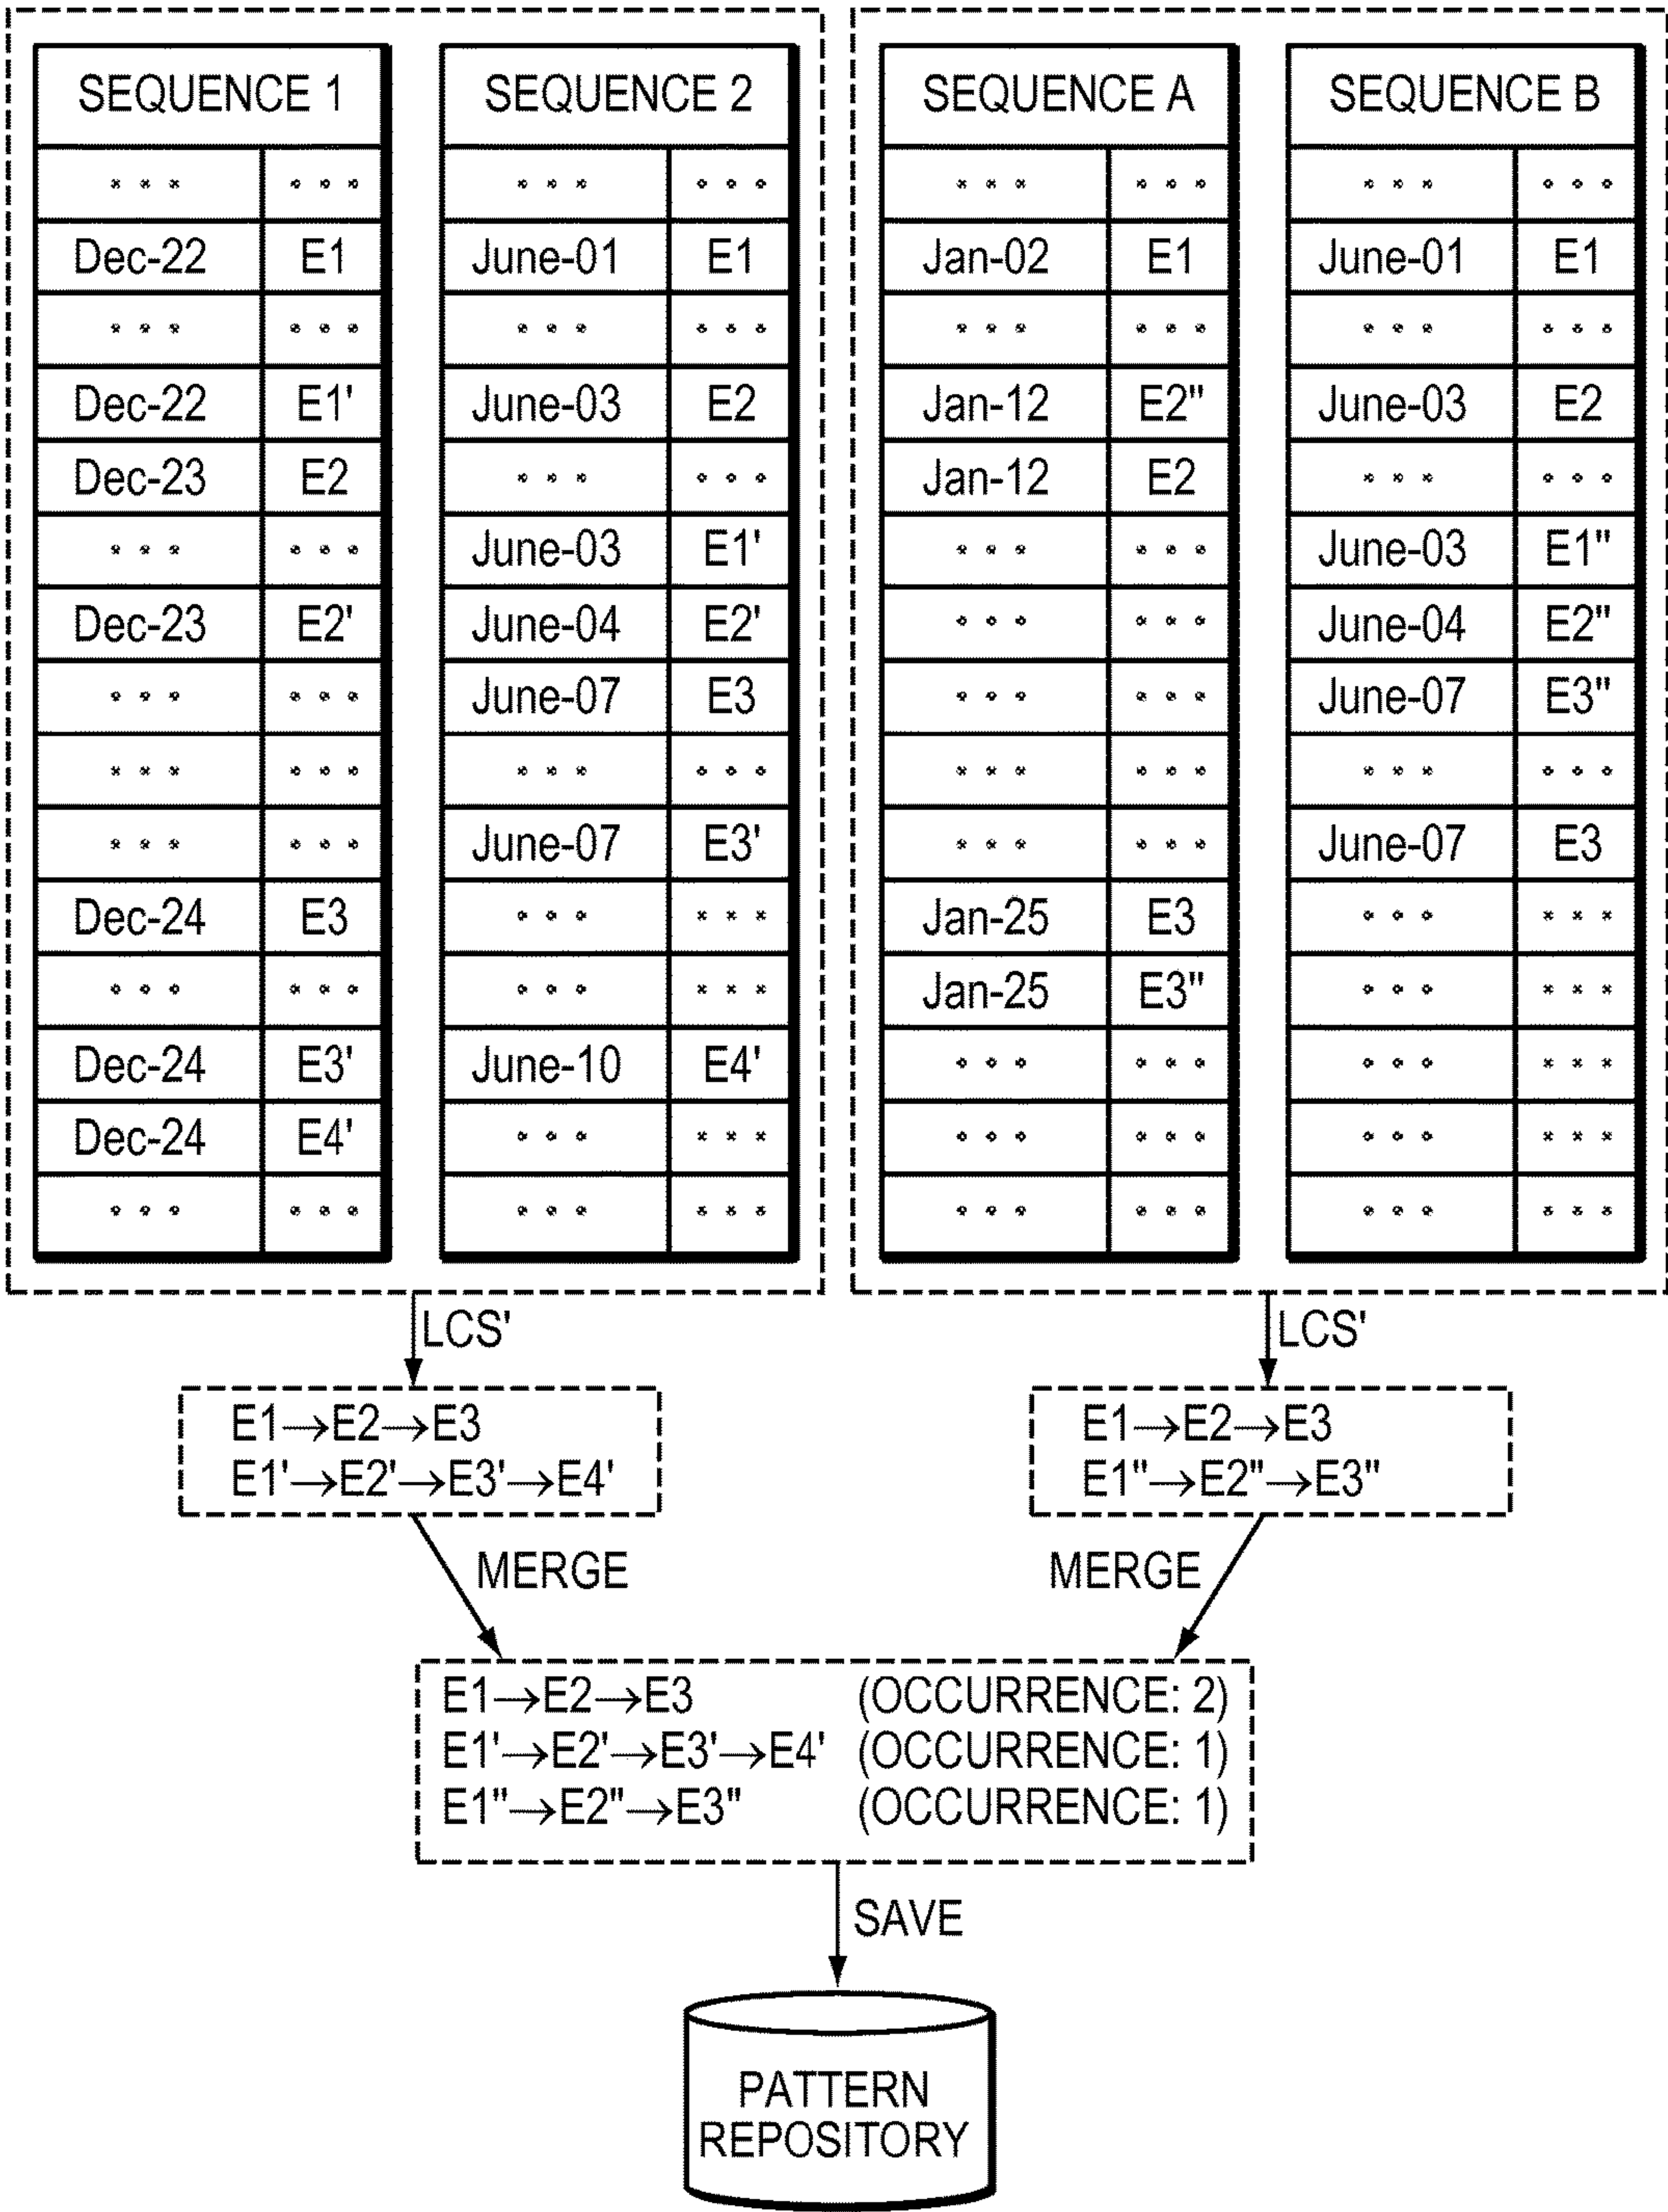 SEQUENCE 1 SEQUENCE 2 SEQUENCE A SEQUENCE B
• • • • • • • • • • • • • • • • • • • • • • • •
Dec-22 E1 June-01 E1 Jan-02 E1 June-01 E1
• • • • • • • • • • • • • • • • • • • • • • • •
Dec-22 E1' June-03 E2 Jan-12 E2" June-03 E2
Dec-23 E2 • • • • • • Jan-12 E2 • • • • • •
• • • • • • June-03 E1' • • • • • • June-03 E1"
Dec-23 E2' June-04 E2' • • • • • • June-04 E2"
• • • • • • June-07 E3 • • • • • • June-07 E3"
• • • • • • • • • • • • • • • • • • • • • • • •
• • • • • • June-07 E3' • • • • • • June-07 E3
Dec-24 E3 • • • • • • Jan-25 E3 • • • • • •
• • • • • • • • • • • • Jan-25 E3" • • • • • •
Dec-24 E3' June-10 E4' • • • • • • • • • • • •
Dec-24 E4' • • • • • • • • • • • • • • • • • •
• • • • • • • • • • • • • • • • • • • • • • • •
LCS' LCS'
E1→E2→E3 E1→E2→E3
E1'→E2'→E3'→E4' E1"→E2"→E3"
MERGE MERGE
E1→E2→E3 (OCCURRENCE: 2)
E1'→E2'→E3'→E4' (OCCURRENCE: 1)
E1"→E2"→E3" (OCCURRENCE: 1)
SAVE
PATTERN
REPOSITORY